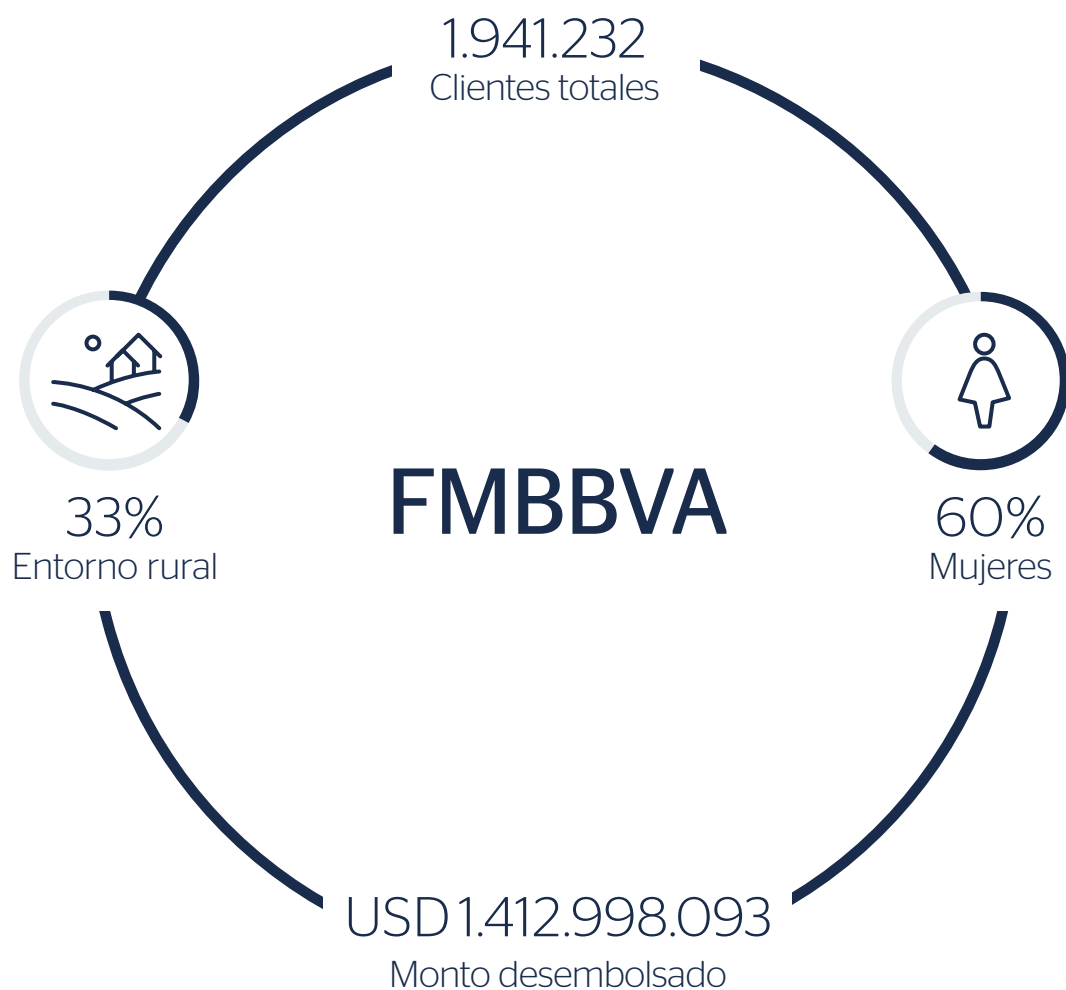 1.941.232
Clientes totales
33%
Entorno rural
FMBBVA
60%
Mujeres
USD 1.412.998.093
Monto desembolsado